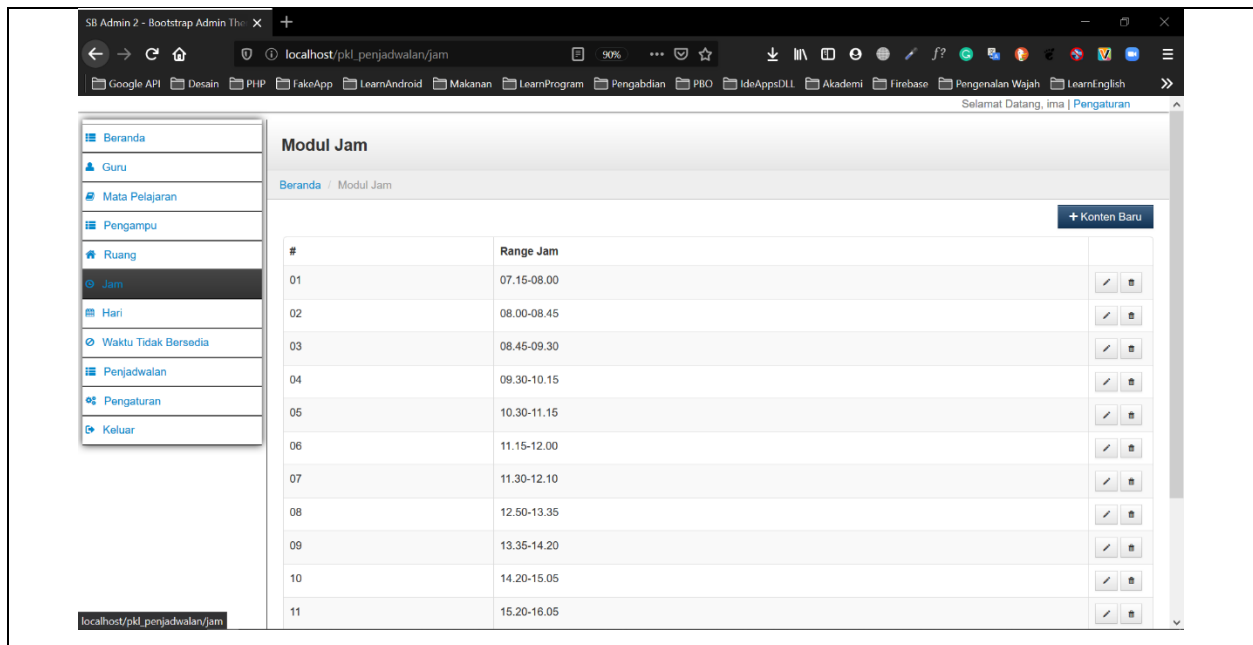 SB Admin 2 - Bootstrap Admin The
localhost/pkl_penjadwalan/jam 90%
Google API Desain PHP FakeApp LearnAndroid Makanan LearnProgram Pengabdian PBO IdeAppsDLL Akademi Firebase Pengenalan Wajah LearnEnglish
Selamat Datang, ima | Pengaturan
Beranda
Guru
Mata Pelajaran
Pengampu
Ruang
Jam
Hari
Waktu Tidak Bersedia
Penjadwalan
Pengaturan
Keluar
Modul Jam
Beranda / Modul Jam
+ Konten Baru
# Range Jam
01 07.15-08.00
02 08.00-08.45
03 08.45-09.30
04 09.30-10.15
05 10.30-11.15
06 11.15-12.00
07 11.30-12.10
08 12.50-13.35
09 13.35-14.20
10 14.20-15.05
11 15.20-16.05
localhost/pkl_penjadwalan/jam